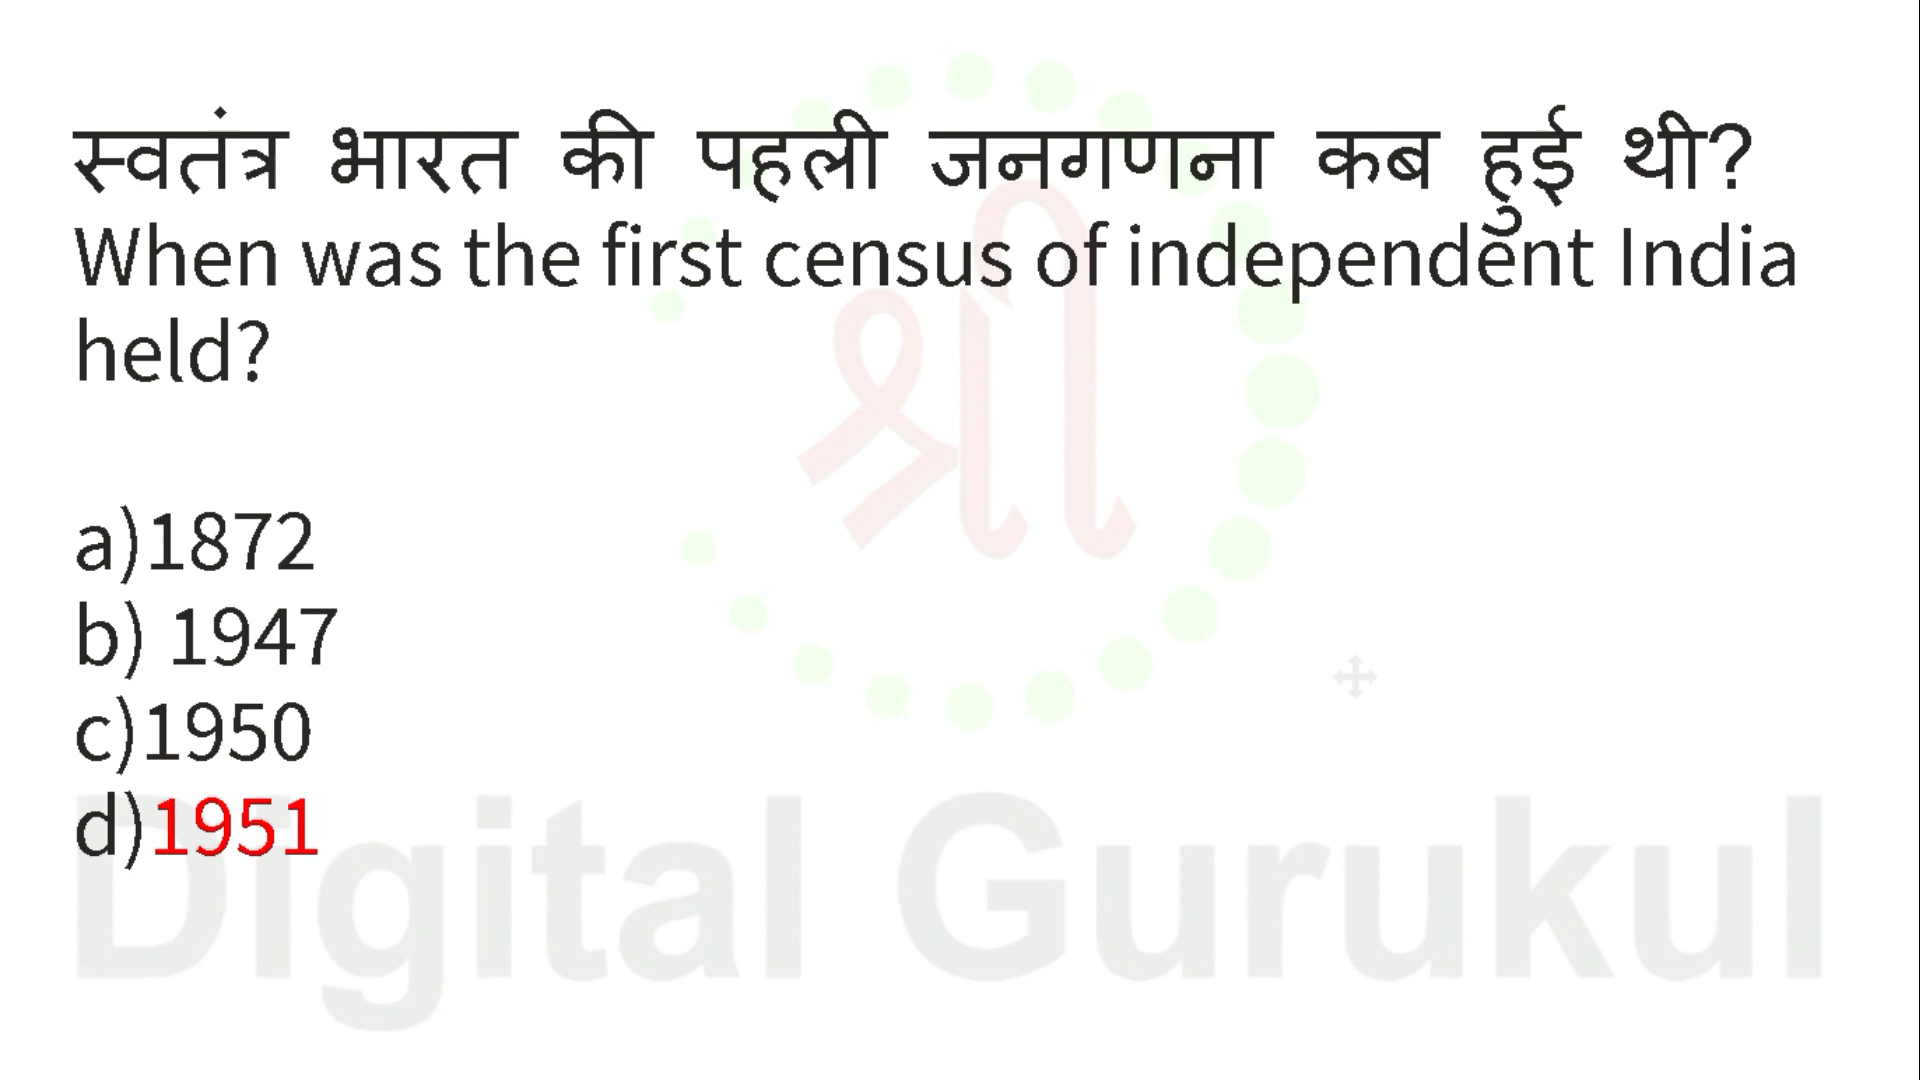 स्वतंत्र भारत की पहली जनगणना कब हुई थी?
When was the first census of independent India
held?
a)1872
b) 1947
c)1950
d)1951
श्री
Digital Gurukul